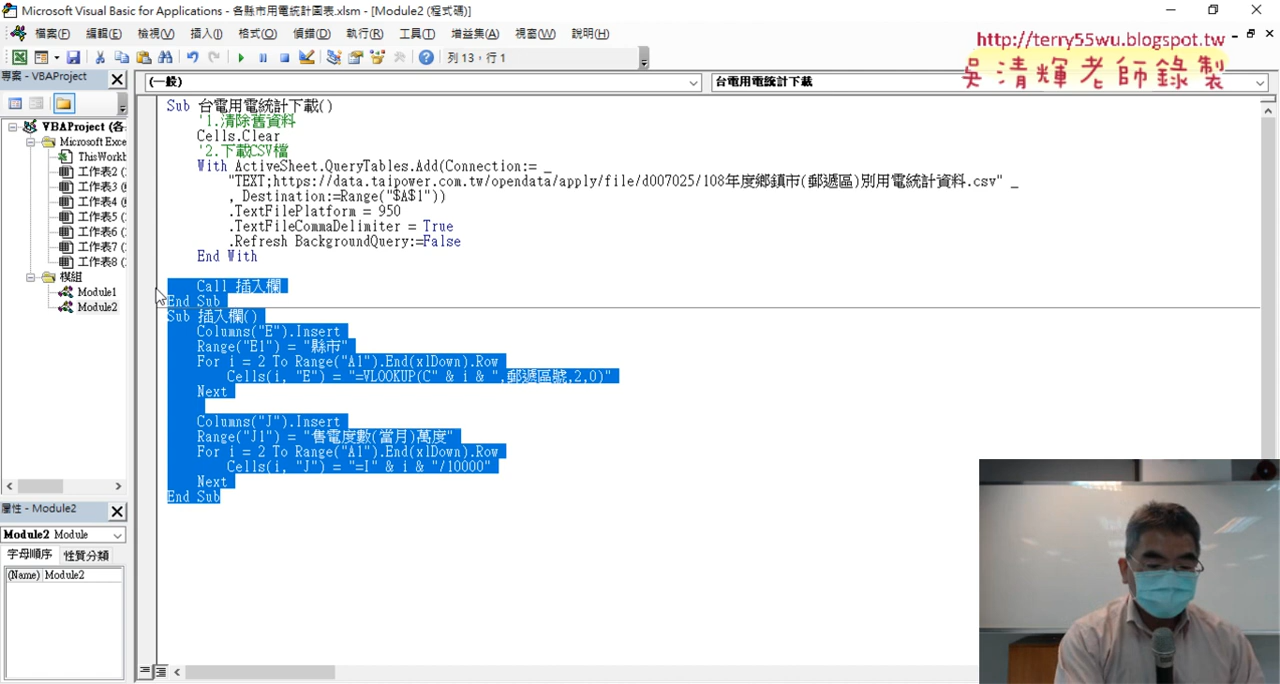 Microsoft Visual Basic for Applications - 各縣市用電統計圖表.xlsm - [Module2 (程式碼)]
檔案(F) 編輯(E) 檢視(V) 插入(I) 格式(O) 偵錯(D) 執行(R) 工具(T) 增益集(A) 視窗(W) 說明(H)
http://terry55wu.blogspot.tw
吳清輝老師錄製
列 13，行 1
專案 - VBAProject
(一般)
台電用電統計下載
VBAProject (各
Microsoft Exce
ThisWorkb
工作表2 (
工作表3 (
工作表4 (
工作表5 (
工作表6 (
工作表7 (
工作表8 (
模組
Module1
Module2
Sub 台電用電統計下載()
'1.清除舊資料
Cells.Clear
'2.下載CSV檔
With ActiveSheet.QueryTables.Add(Connection:= _
"TEXT;https://data.taipower.com.tw/opendata/apply/file/d007025/108年度鄉鎮市(郵遞區)別用電統計資料.csv" _
, Destination:=Range("$A$1"))
.TextFilePlatform = 950
.TextFileCommaDelimiter = True
.Refresh BackgroundQuery:=False
End With
Call 插入欄
End Sub
Sub 插入欄()
Columns("E").Insert
Range("E1") = "縣市"
For i = 2 To Range("A1").End(xlDown).Row
Cells(i, "E") = "=VLOOKUP(C" & i & ",郵遞區號,2,0)"
Next
Columns("J").Insert
Range("J1") = "售電度數(當月)萬度"
For i = 2 To Range("A1").End(xlDown).Row
Cells(i, "J") = "=I" & i & "/10000"
Next
End Sub
屬性 - Module2
Module2 Module
字母順序 性質分類
(Name) Module2